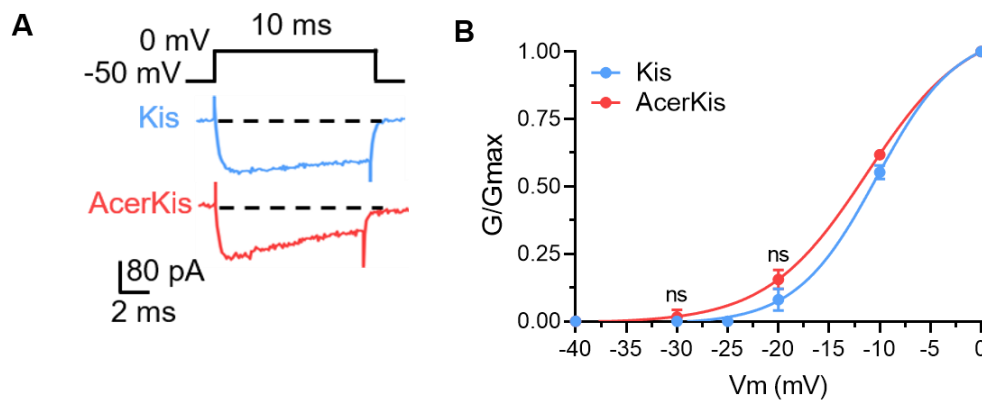 A
0 mV
10 ms
-50 mV
Kis
AcerKis
80 pA
2 ms
B
Kis
AcerKis
G/Gmax
1.00
0.75
0.50
0.25
0.00
ns
ns
-40 -35 -30 -25 -20 -15 -10 -5 0
Vm (mV)